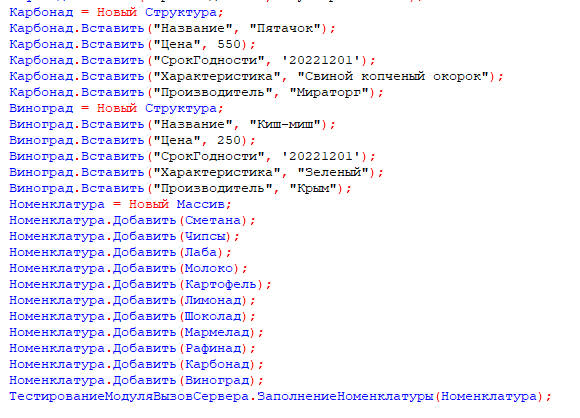 Карбонад = Новый Структура;
Карбонад.Вставить("Название", "Пятачок");
Карбонад.Вставить("Цена", 550);
Карбонад.Вставить("СрокГодности", '20221201');
Карбонад.Вставить("Характеристика", "Свиной копченый окорок");
Карбонад.Вставить("Производитель", "Мираторг");
Виноград = Новый Структура;
Виноград.Вставить("Название", "Киш-миш");
Виноград.Вставить("Цена", 250);
Виноград.Вставить("СрокГодности", '20221201');
Виноград.Вставить("Характеристика", "Зеленый");
Виноград.Вставить("Производитель", "Крым");
Номенклатура = Новый Массив;
Номенклатура.Добавить(Сметана);
Номенклатура.Добавить(Чипсы);
Номенклатура.Добавить(Лаба);
Номенклатура.Добавить(Молоко);
Номенклатура.Добавить(Картофель);
Номенклатура.Добавить(Лимонад);
Номенклатура.Добавить(Шоколад);
Номенклатура.Добавить(Мармелад);
Номенклатура.Добавить(Рафинад);
Номенклатура.Добавить(Карбонад);
Номенклатура.Добавить(Виноград);
ТестированиеМодуляВызовСервера.ЗаполнениеНоменклатуры(Номенклатура);